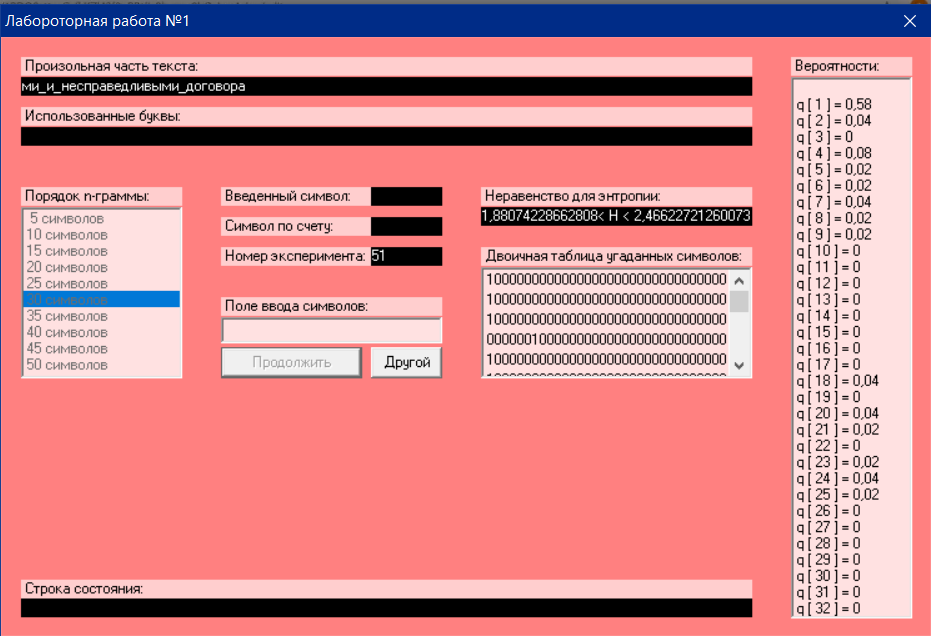 Лабороторная работа №1
Произольная часть текста:
ми_и_несправедливыми_договора
Использованные буквы:
Порядок n-граммы:
5 символов
10 символов
15 символов
20 символов
25 символов
30 символов
35 символов
40 символов
45 символов
50 символов
Введенный символ:
Символ по счету:
Номер эксперимента: 51
Поле ввода символов:
Продолжить
Другой
Неравенство для энтропии:
1,88074228662808< H < 2,46622721260073
Двоичная таблица угаданных символов:
10000000000000000000000000000000
10000000000000000000000000000000
10000000000000000000000000000000
00000010000000000000000000000000
10000000000000000000000000000000
Строка состояния:
Вероятности:
q [ 1 ] = 0,58
q [ 2 ] = 0,04
q [ 3 ] = 0
q [ 4 ] = 0,08
q [ 5 ] = 0,02
q [ 6 ] = 0,02
q [ 7 ] = 0,04
q [ 8 ] = 0,02
q [ 9 ] = 0,02
q [ 10 ] = 0
q [ 11 ] = 0
q [ 12 ] = 0
q [ 13 ] = 0
q [ 14 ] = 0
q [ 15 ] = 0
q [ 16 ] = 0
q [ 17 ] = 0
q [ 18 ] = 0,04
q [ 19 ] = 0
q [ 20 ] = 0,04
q [ 21 ] = 0,02
q [ 22 ] = 0
q [ 23 ] = 0,02
q [ 24 ] = 0,04
q [ 25 ] = 0,02
q [ 26 ] = 0
q [ 27 ] = 0
q [ 28 ] = 0
q [ 29 ] = 0
q [ 30 ] = 0
q [ 31 ] = 0
q [ 32 ] = 0